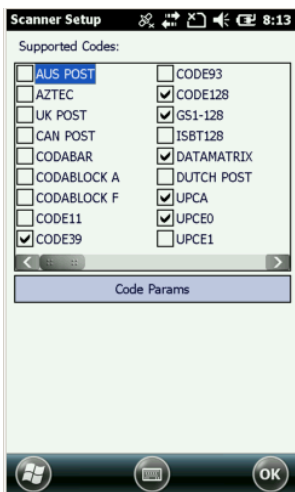 Scanner Setup 8:13
Supported Codes:
AUS POST CODE93
AZTEC CODE128
UK POST GS1-128
CAN POST ISBT128
CODABAR DATAMATRIX
CODABLOCK A DUTCH POST
CODABLOCK F UPCA
CODE11 UPCE0
CODE39 UPCE1
Code Params
OK